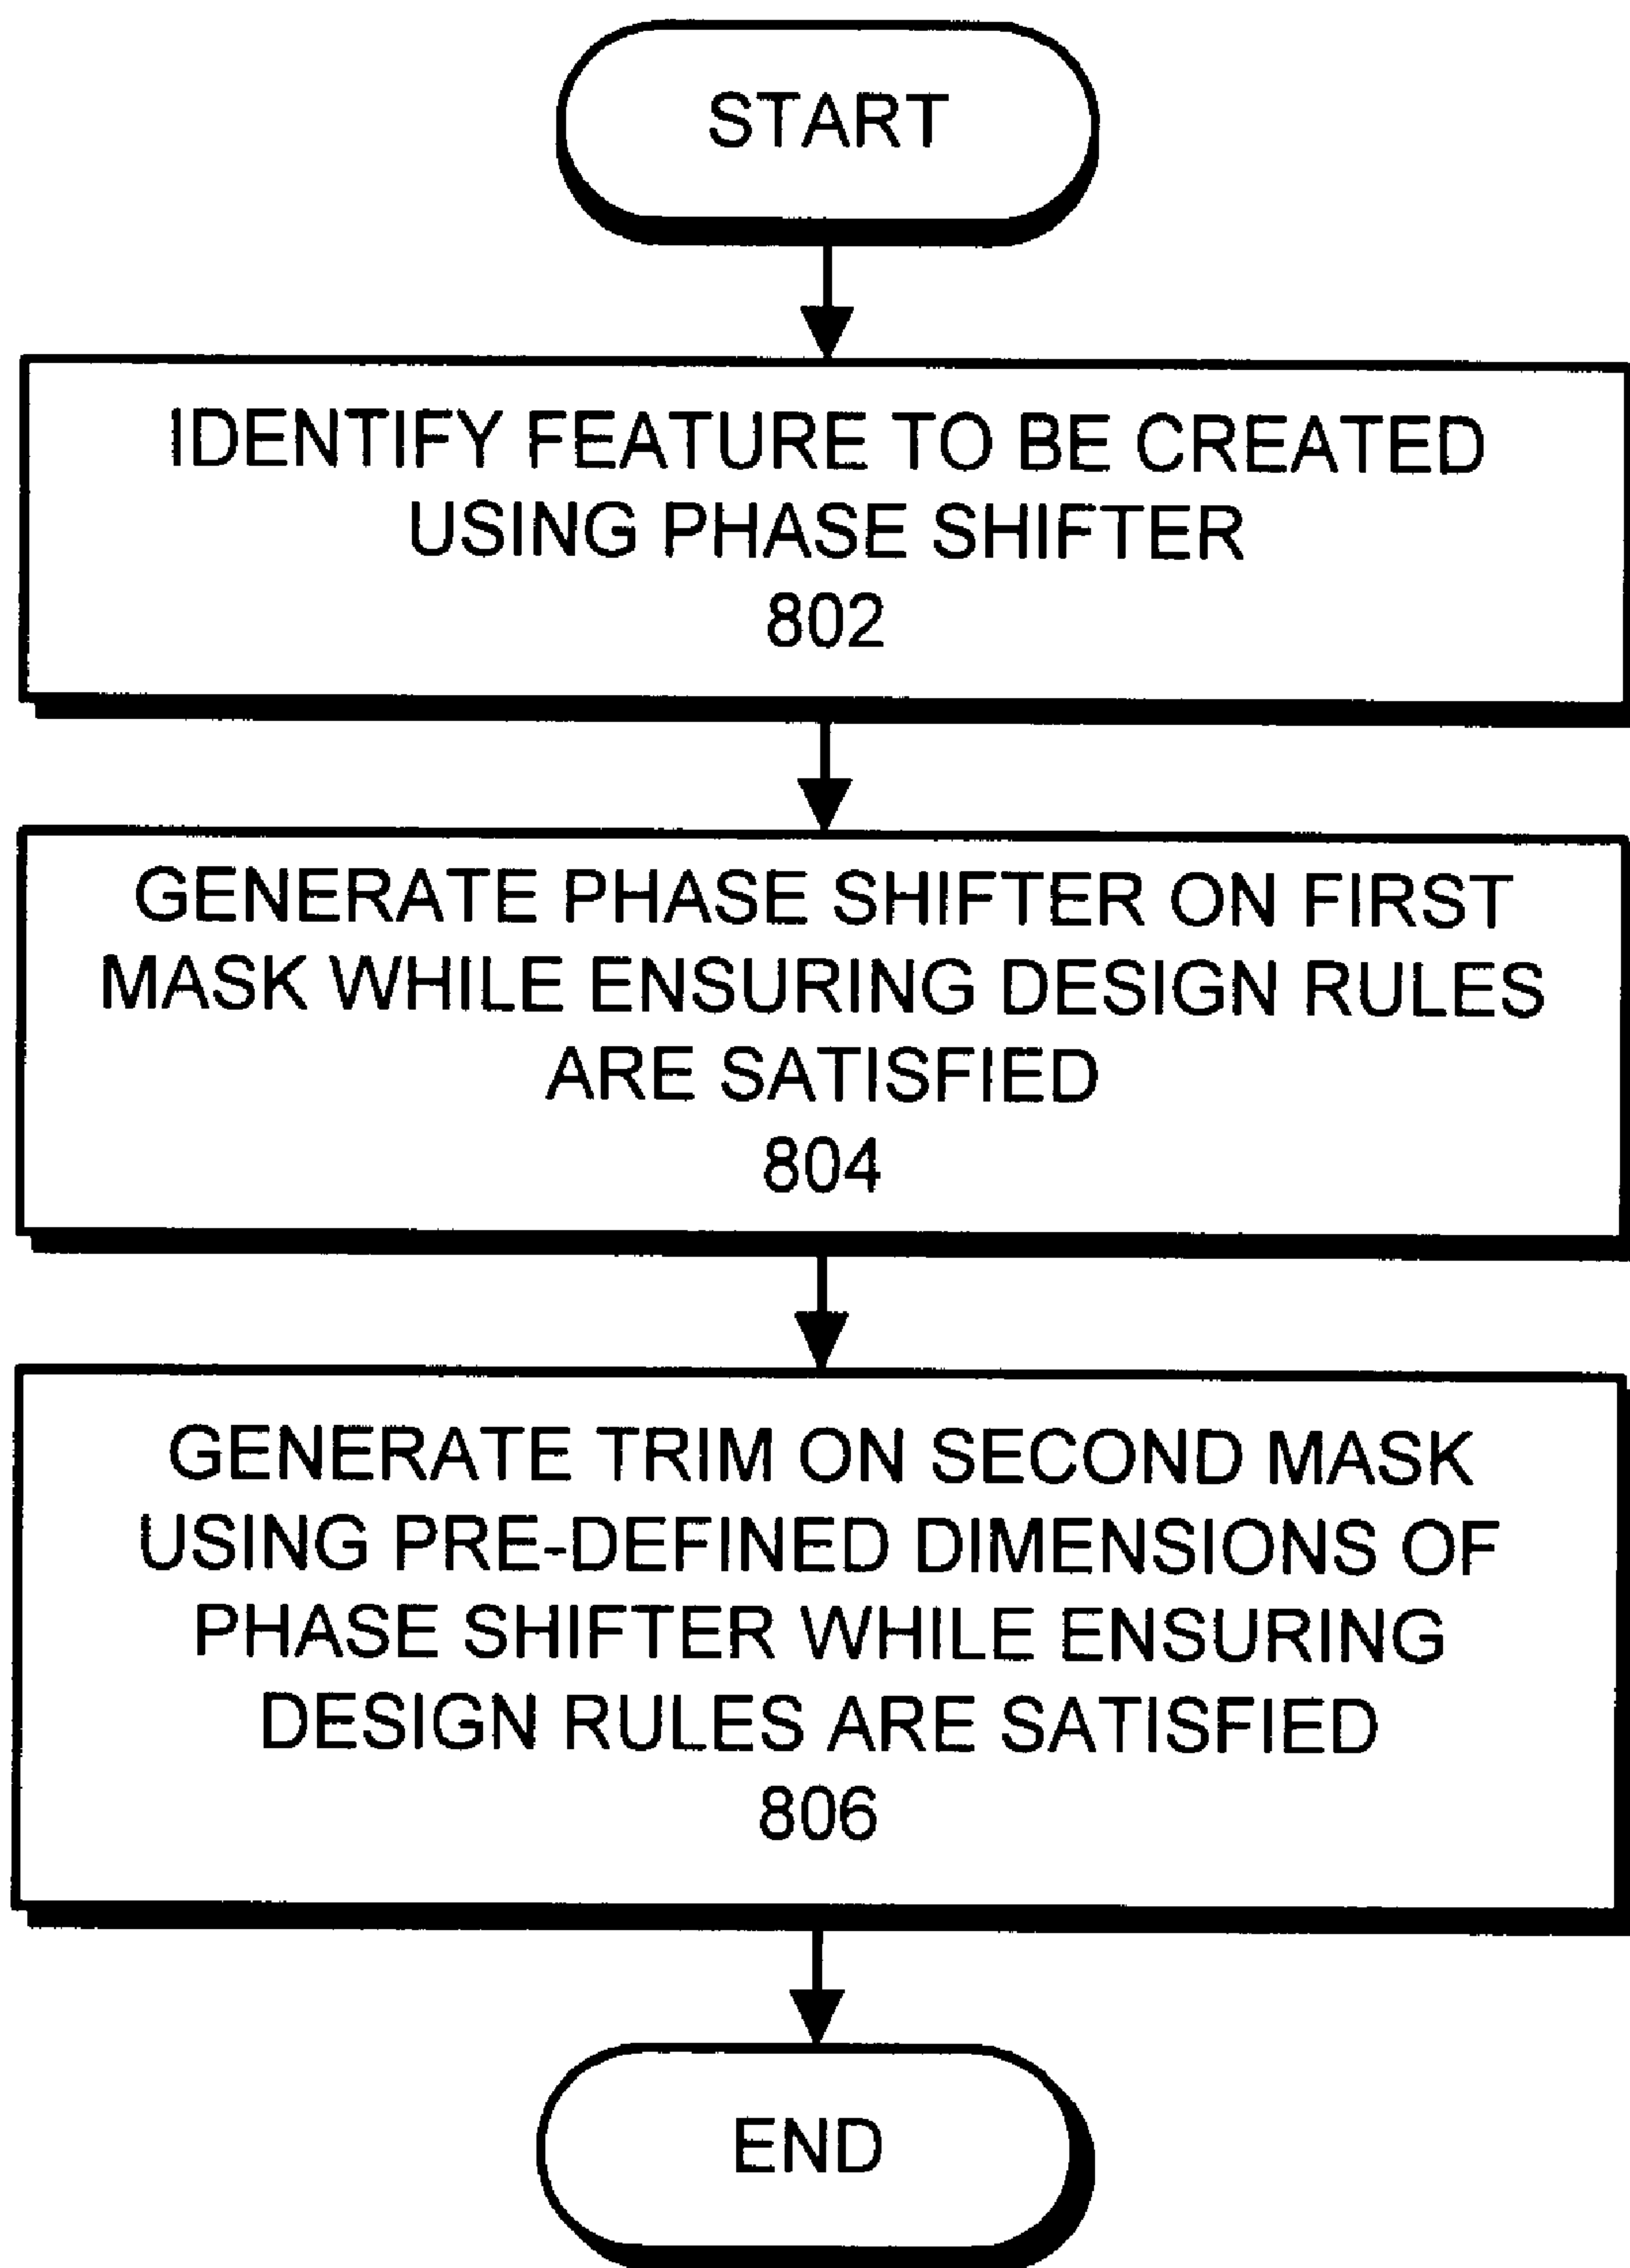 START
IDENTIFY FEATURE TO BE CREATED
USING PHASE SHIFTER
802
GENERATE PHASE SHIFTER ON FIRST
MASK WHILE ENSURING DESIGN RULES
ARE SATISFIED
804
GENERATE TRIM ON SECOND MASK
USING PRE-DEFINED DIMENSIONS OF
PHASE SHIFTER WHILE ENSURING
DESIGN RULES ARE SATISFIED
806
END